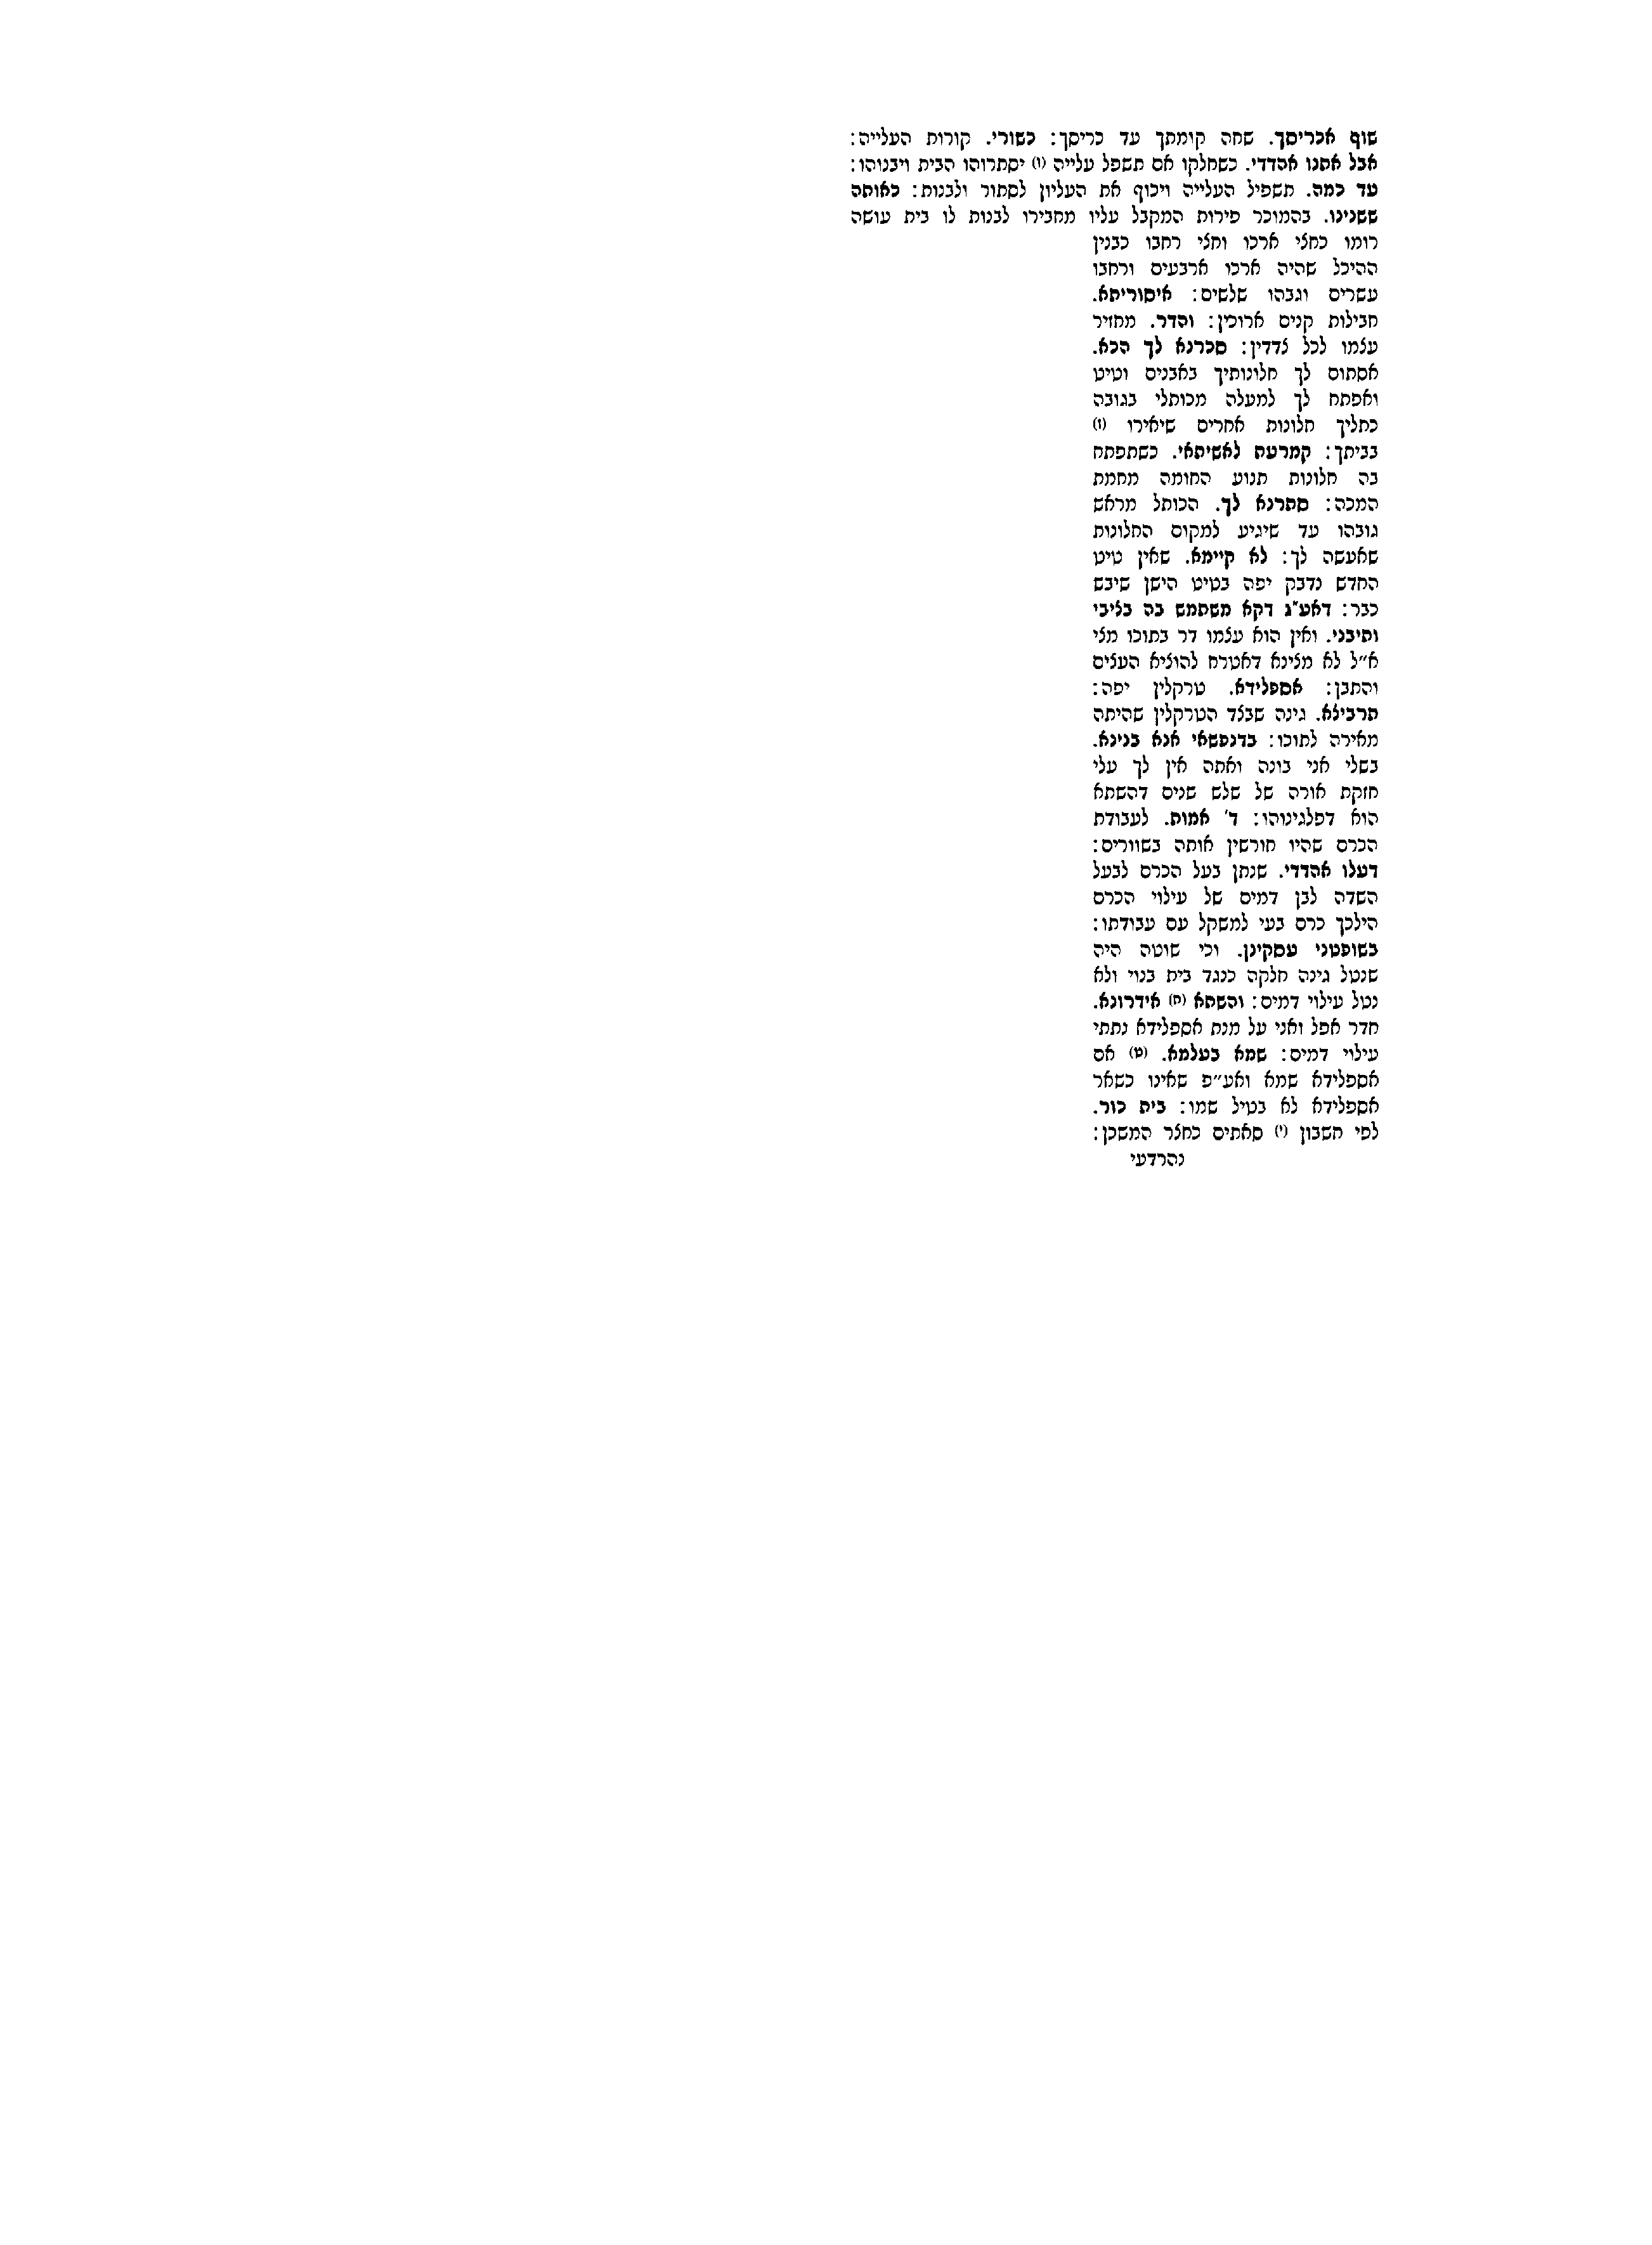 שוף אכריסך. שחה קומתך עד כריסך: כשורי. קורות העלייה:
אבל אתנו אהדדי. כשחלקו אם תשפל עלייה (ו) יסתרוהו הבית ויבנוהו:
עד כמה. תשפיל העלייה ויכוף את העליון לסתור ולבנות: כאותה
ששנינו. בהמוכר פירות המקבל עליו מחבירו לבנות לו בית עושה
רומו כחצי ארכו וחצי רחבו כבנין
ההיכל שהיה ארכו ארבעים ורחבו
עשרים וגבהו שלשים: איסוריתא.
חבילות קנים ארוכין: והדר. מחזיר
עצמו לכל צדדין: סכרנא לך הכא.
אסתום לך חלונותיך באבנים וטיט
ואפתח לך למעלה מכותלי בגובה
כתליך חלונות אחרים שיאירו (ז)
בביתך: קמרעת לאשיתאי. כשתפתח
בה חלונות תנוע החומה מחמת
המכה: סתרנא לך. הכותל מראש
גובהו עד שיגיע למקום החלונות
שאעשה לך: לא קיימא. שאין טיט
החדש נדבק יפה בטיט הישן שיבש
כבר: דאע"ג דקא משתמש בה בציבי
ותיבני. ואין הוא עצמו דר בתוכו מצי
א"ל לא מצינא דאטרח להוציא העצים
והתבן: אספלידא. טרקלין יפה:
תרביצא. גינה שבצד הטרקלין שהיתה
מאירה לתוכו: בדנפשאי אנא בנינא.
בשלי אני בונה ואתה אין לך עלי
חזקת אורה של שלש שנים דהשתא
הוא דפלגינוהו: ד' אמות. לעבודת
הכרם שהיו חורשין אותה בשוורים:
דעלו אהדדי. שנתן בעל הכרם לבעל
השדה לבן דמים של עילוי הכרם
הילכך כרם בעי למשקל עם עבודתו:
בשופטני עסקינן. וכי שוטה היה
שנטל גינה חלקה כנגד בית בנוי ולא
נטל עילוי דמים: והשתא (ח) אידרונא.
חדר אפל ואני על מנת אספלידא נתתי
עילוי דמים: שמא בעלמא. (ט) אם
אספלידא שמא ואע"פ שאינו כשאר
אספלידא לא בטיל שמו: בית כור.
לפי חשבון (י) סאתים כחצר המשכן:
נהרדעי